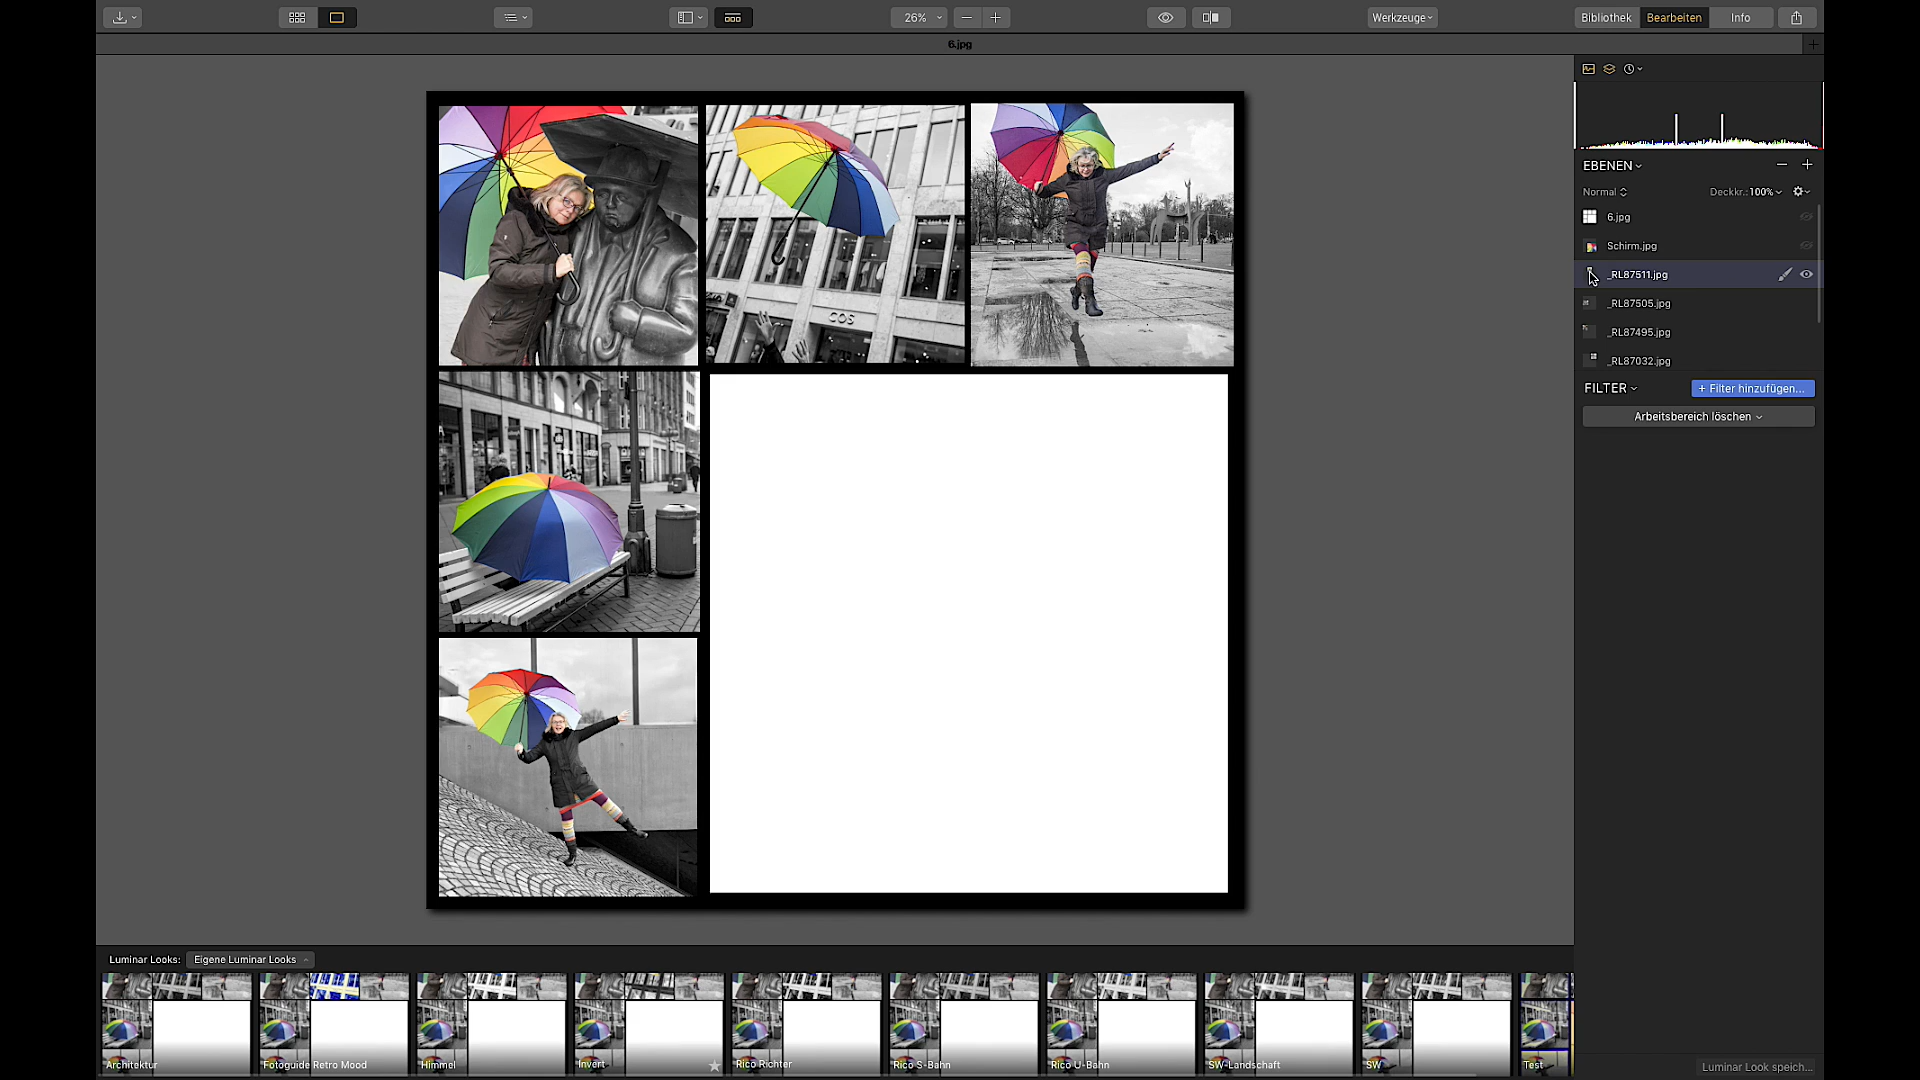 26%
Werkzeuge
Bibliothek
Bearbeiten
Info
6.jpg
EBENEN
Normal
Deckkr.: 100%
6.jpg
Schirm.jpg
_RL87511.jpg
_RL87505.jpg
_RL87495.jpg
_RL87032.jpg
FILTER
+ Filter hinzufügen...
Arbeitsbereich löschen
COS
Luminar Looks:
Eigene Luminar Looks
Architektur
Fotoguide Retro Mood
Himmel
Invert
Rico Richter
Rico S-Bahn
Rico U-Bahn
SW-Landschaft
SW
Test
Luminar Look speich...